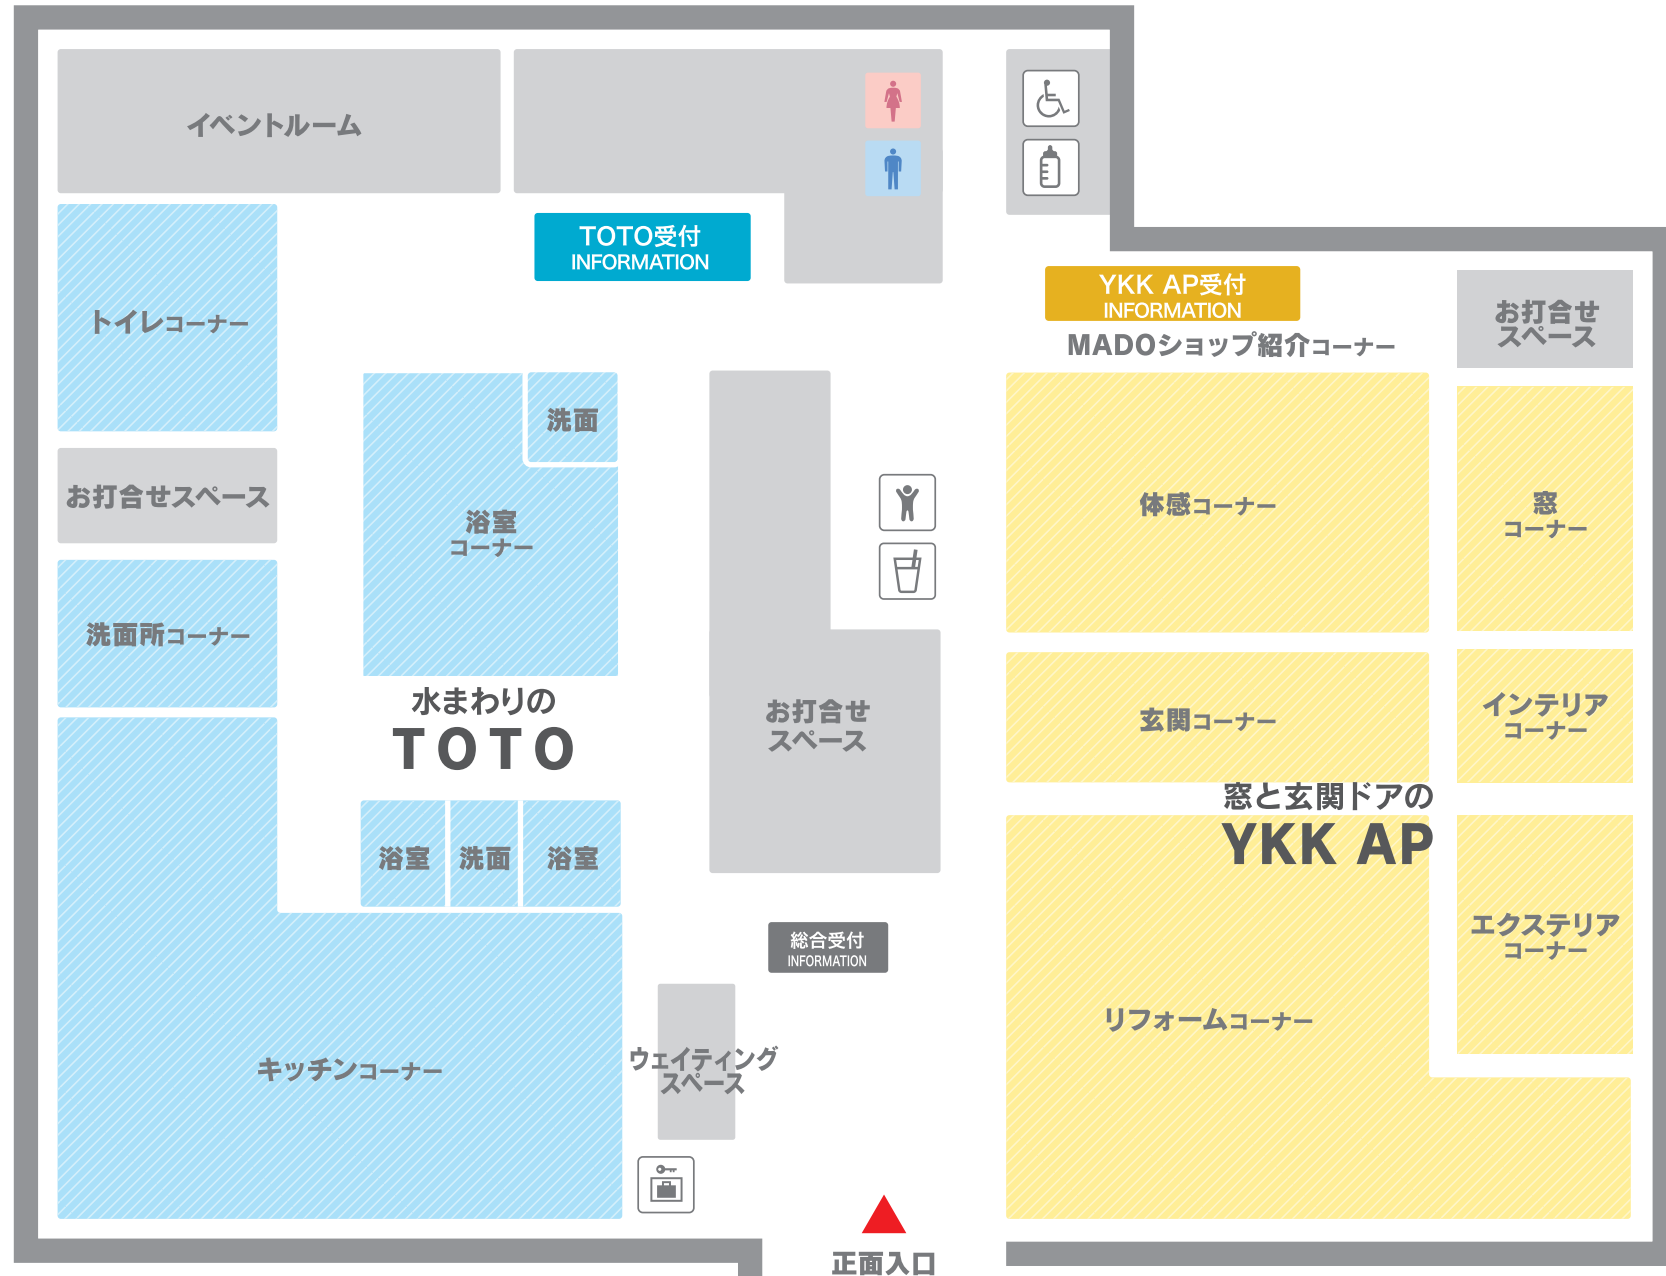 イベントルーム
TOTO受付
INFORMATION
トイレコーナー
YKK AP受付
INFORMATION
MADOショップ紹介コーナー
お打合せ
スペース
洗面
お打合せスペース
浴室
コーナー
体感コーナー
窓
コーナー
洗面所コーナー
水まわりの
TOTO
お打合せ
スペース
玄関コーナー
インテリア
コーナー
窓と玄関ドアの
YKK AP
浴室
洗面
浴室
総合受付
INFORMATION
エクステリア
コーナー
リフォームコーナー
キッチンコーナー
ウェイティング
スペース
正面入口